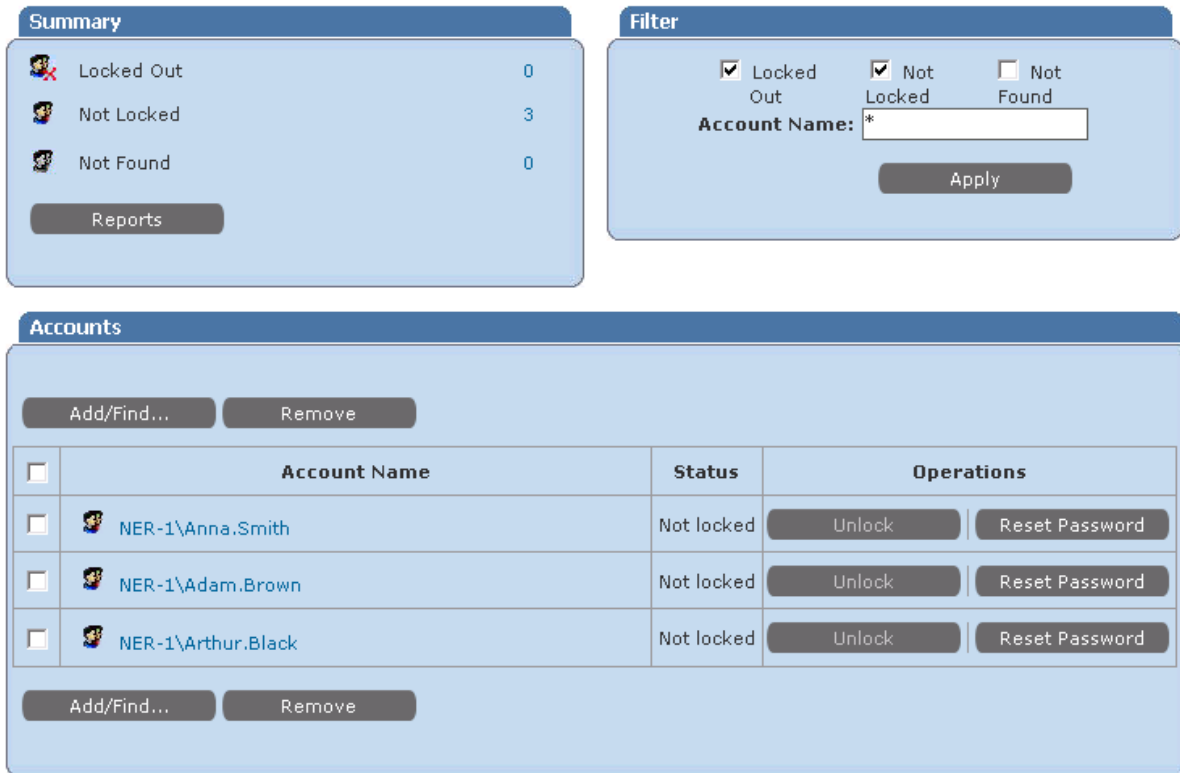 Summary
Locked Out 0
Not Locked 3
Not Found 0
Reports
Filter
Locked Out Not Locked Not Found
Account Name: *
Apply
Accounts
Add/Find... Remove
Account Name Status Operations
NER-1\Anna.Smith Not locked Unlock Reset Password
NER-1\Adam.Brown Not locked Unlock Reset Password
NER-1\Arthur.Black Not locked Unlock Reset Password
Add/Find... Remove